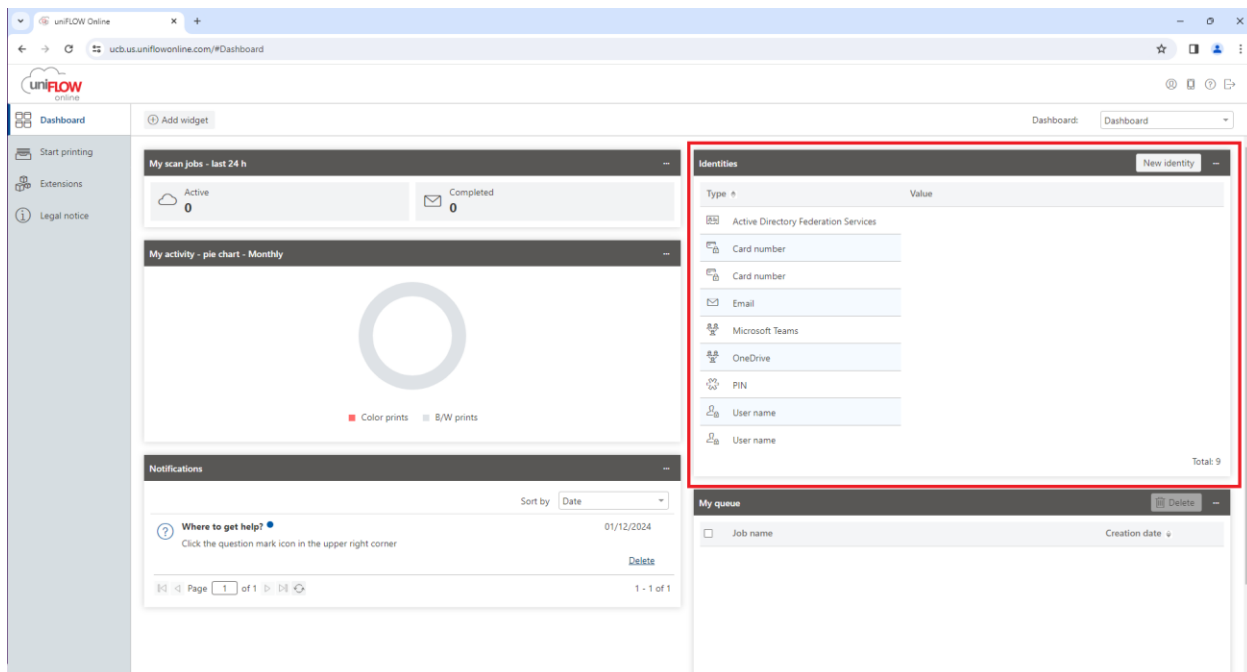 uniFLOW Online
ucb.us.uniflowonline.com/#Dashboard
uniFLOW
online
Dashboard
Start printing
Extensions
Legal notice
Add widget
Dashboard: Dashboard
My scan jobs - last 24 h
Active
0
Completed
0
My activity - pie chart - Monthly
Color prints B/W prints
Notifications
Sort by Date
Where to get help? 01/12/2024
Click the question mark icon in the upper right corner
Delete
Page 1 of 1 1 - 1 of 1
Identities New identity
Type Value
Active Directory Federation Services
Card number
Card number
Email
Microsoft Teams
OneDrive
PIN
User name
User name
Total: 9
My queue Delete
Job name Creation date